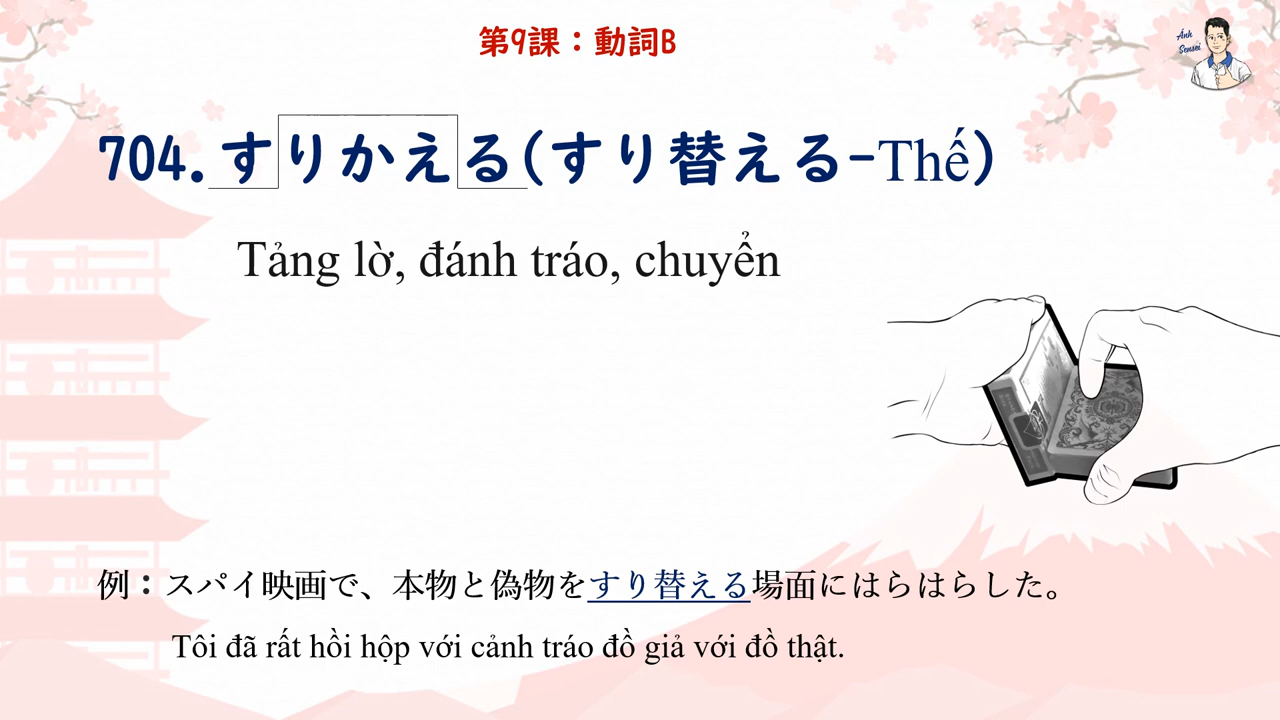 第9課：動詞B
Ánh
Sensei
704.すりかえる(すり替える-Thế)
Tảng lờ, đánh tráo, chuyển
例：スパイ映画で、本物と偽物をすり替える場面にはらはらした。
Tôi đã rất hồi hộp với cảnh tráo đồ giả với đồ thật.